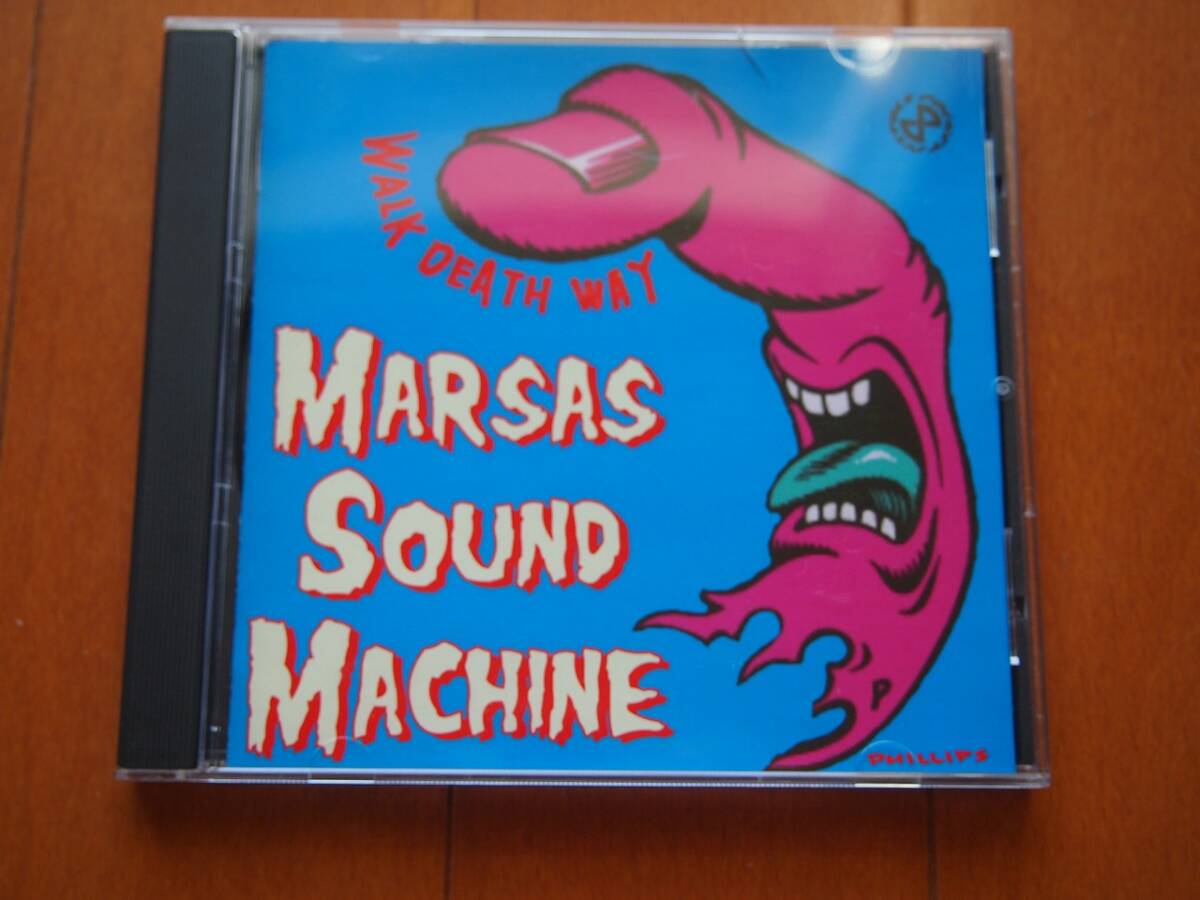 WALK DEATH WAY
MARSAS
SOUND
MACHINE
P
PHILLIPS